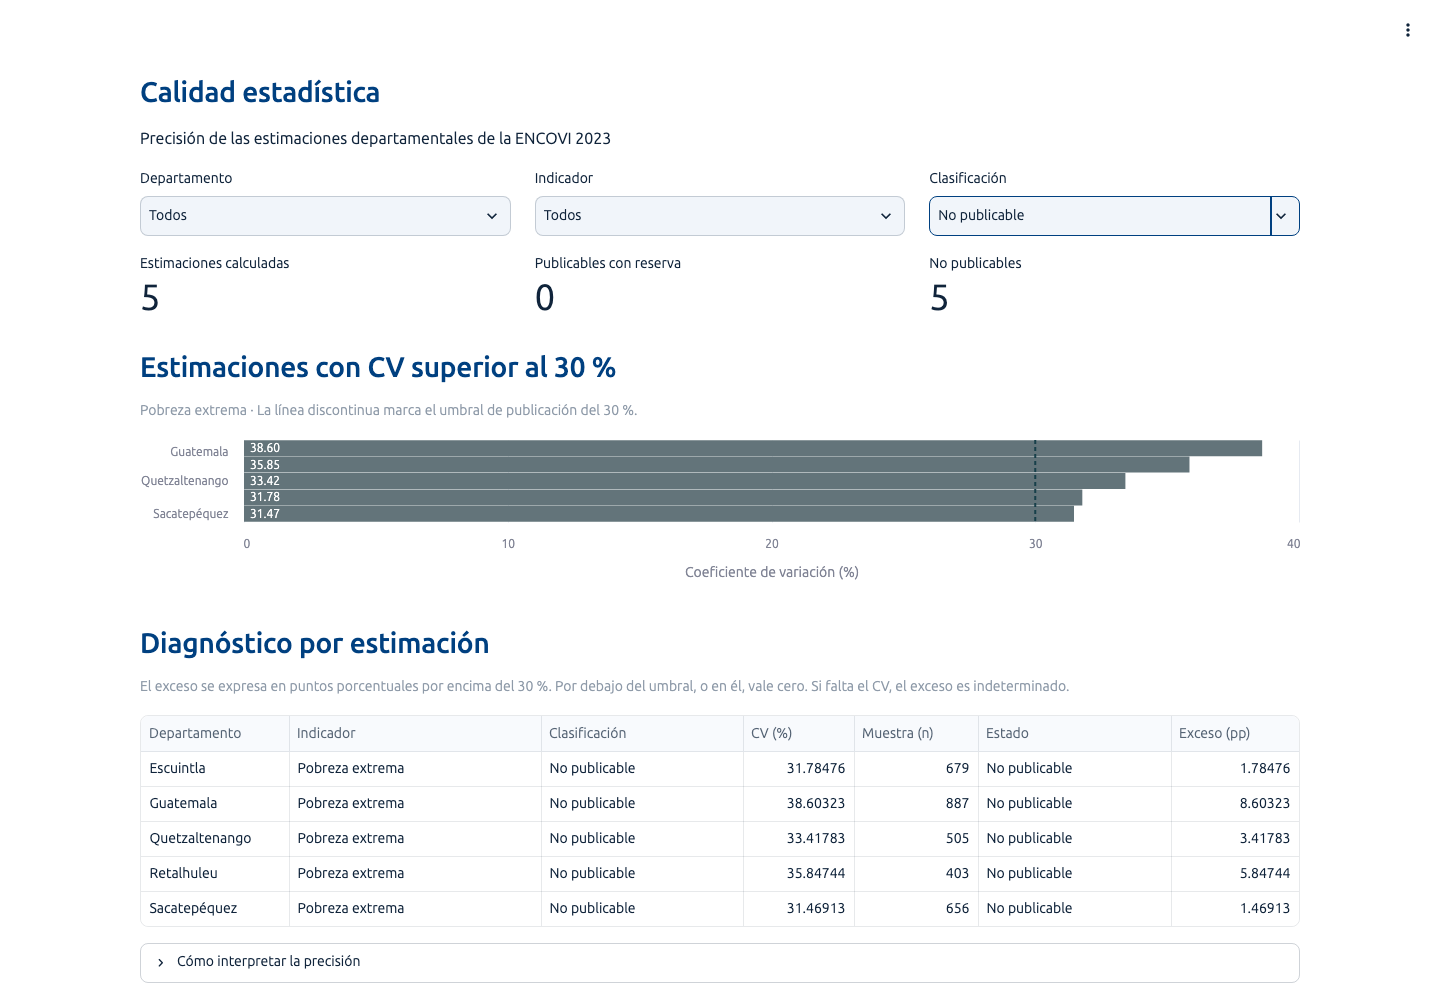 Calidad estadística
Precisión de las estimaciones departamentales de la ENCOVI 2023
Departamento Indicador Clasificación
Todos Todos No publicable
Estimaciones calculadas Publicables con reserva No publicables
5 0 5
Estimaciones con CV superior al 30 %
Pobreza extrema · La línea discontinua marca el umbral de publicación del 30 %.
Guatemala 38.60
35.85
Quetzaltenango 33.42
31.78
Sacatepéquez 31.47
0 10 20 30 40
Coeficiente de variación (%)
Diagnóstico por estimación
El exceso se expresa en puntos porcentuales por encima del 30 %. Por debajo del umbral, o en él, vale cero. Si falta el CV, el exceso es indeterminado.
Departamento Indicador Clasificación CV (%) Muestra (n) Estado Exceso (pp)
Escuintla Pobreza extrema No publicable 31.78476 679 No publicable 1.78476
Guatemala Pobreza extrema No publicable 38.60323 887 No publicable 8.60323
Quetzaltenango Pobreza extrema No publicable 33.41783 505 No publicable 3.41783
Retalhuleu Pobreza extrema No publicable 35.84744 403 No publicable 5.84744
Sacatepéquez Pobreza extrema No publicable 31.46913 656 No publicable 1.46913
Cómo interpretar la precisión